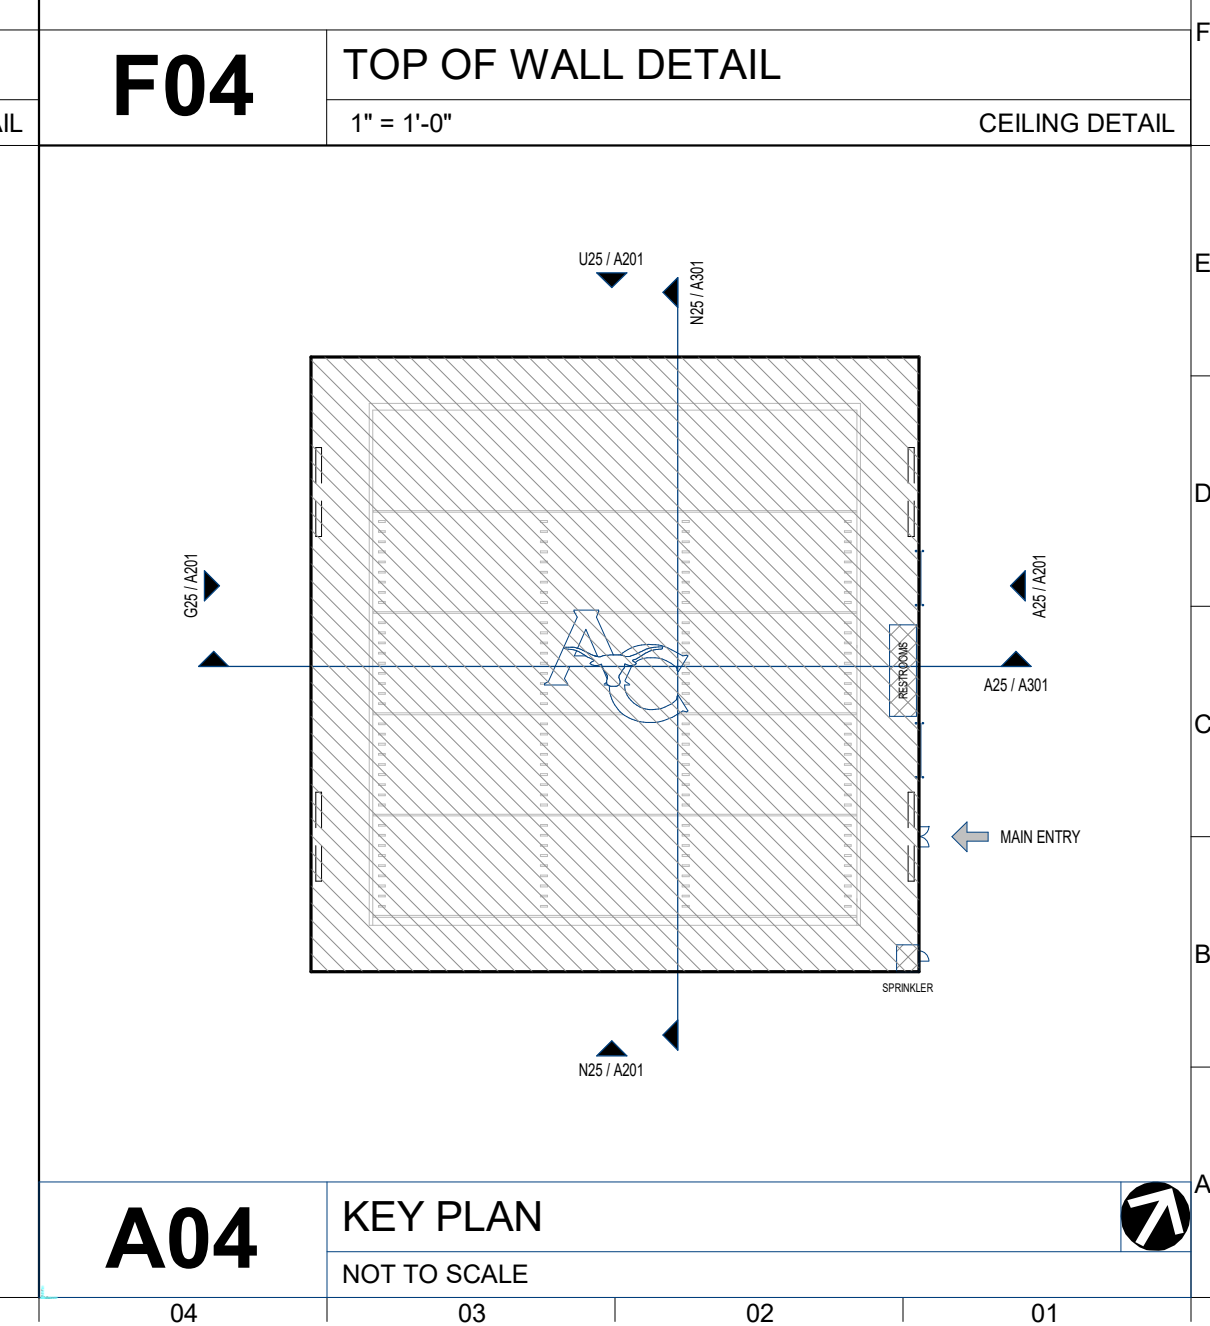 F
F04
TOP OF WALL DETAIL
1" = 1'-0"
CEILING DETAIL
IL
E
U25 / A201
N25 / A301
D
G25 / A201
A25 / A201
AC
RESTROOMS
A25 / A301
C
MAIN ENTRY
B
SPRINKLER
N25 / A201
A
A04
KEY PLAN
NOT TO SCALE
04
03
02
01